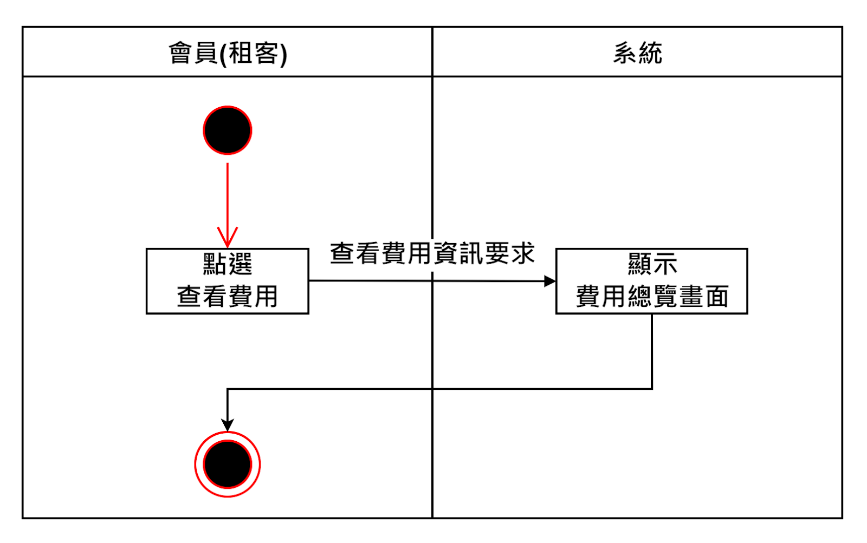 會員(租客)
系統
點選
查看費用
查看費用資訊要求
顯示
費用總覽畫面